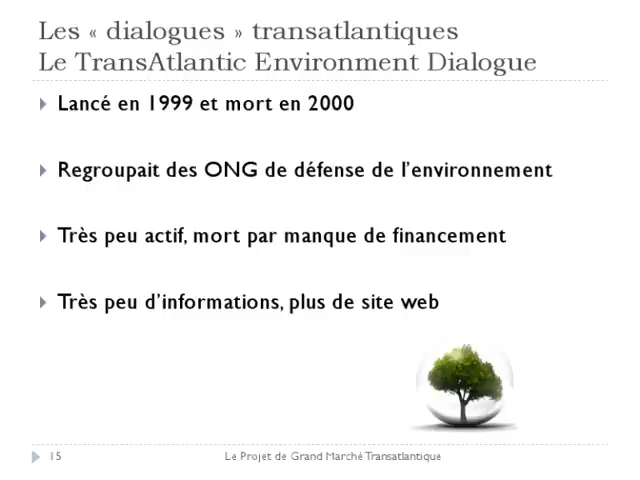 Les « dialogues » transatlantiques
Le TransAtlantic Environment Dialogue
Lancé en 1999 et mort en 2000
Regroupait des ONG de défense de l'environnement
Très peu actif, mort par manque de financement
Très peu d'informations, plus de site web
15
Le Projet de Grand Marché Transatlantique